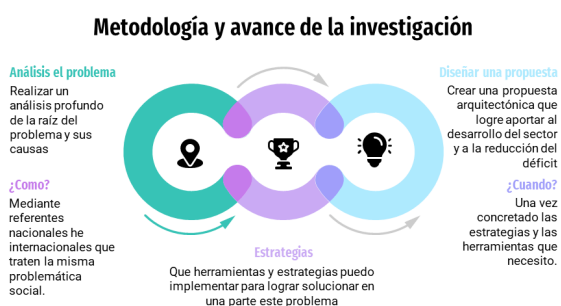 Metodología y avance de la investigación
Análisis el problema
Realizar un
análisis profundo
de la raíz del
problema y sus
causas
¿Como?
Mediante
referentes
nacionales he
internacionales que
traten la misma
problemática
social.
Estrategias
Que herramientas y estrategias puedo
implementar para lograr solucionar en
una parte este problema
Diseñar una propuesta
Crear una propuesta
arquitectónica que
logre aportar al
desarrollo del sector
y a la reducción del
déficit
¿Cuando?
Una vez
concretado las
estrategias y las
herramientas que
necesito.